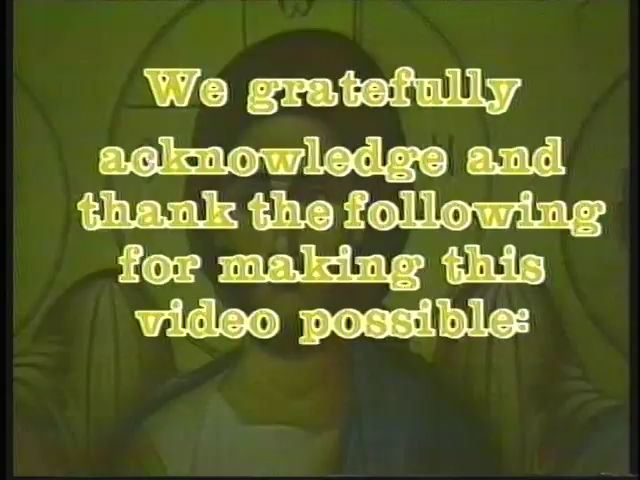 We gratefully
acknowledge and
thank the following
for making this
video possible: